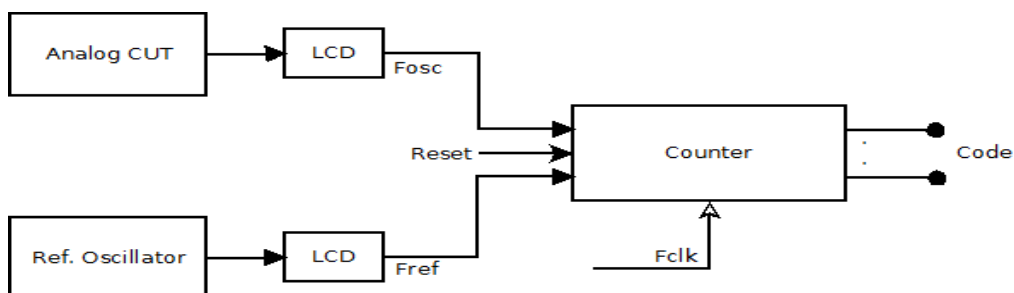 Analog CUT
LCD
Fosc
Reset
Counter
Code
Ref. Oscillator
LCD
Fref
Fclk